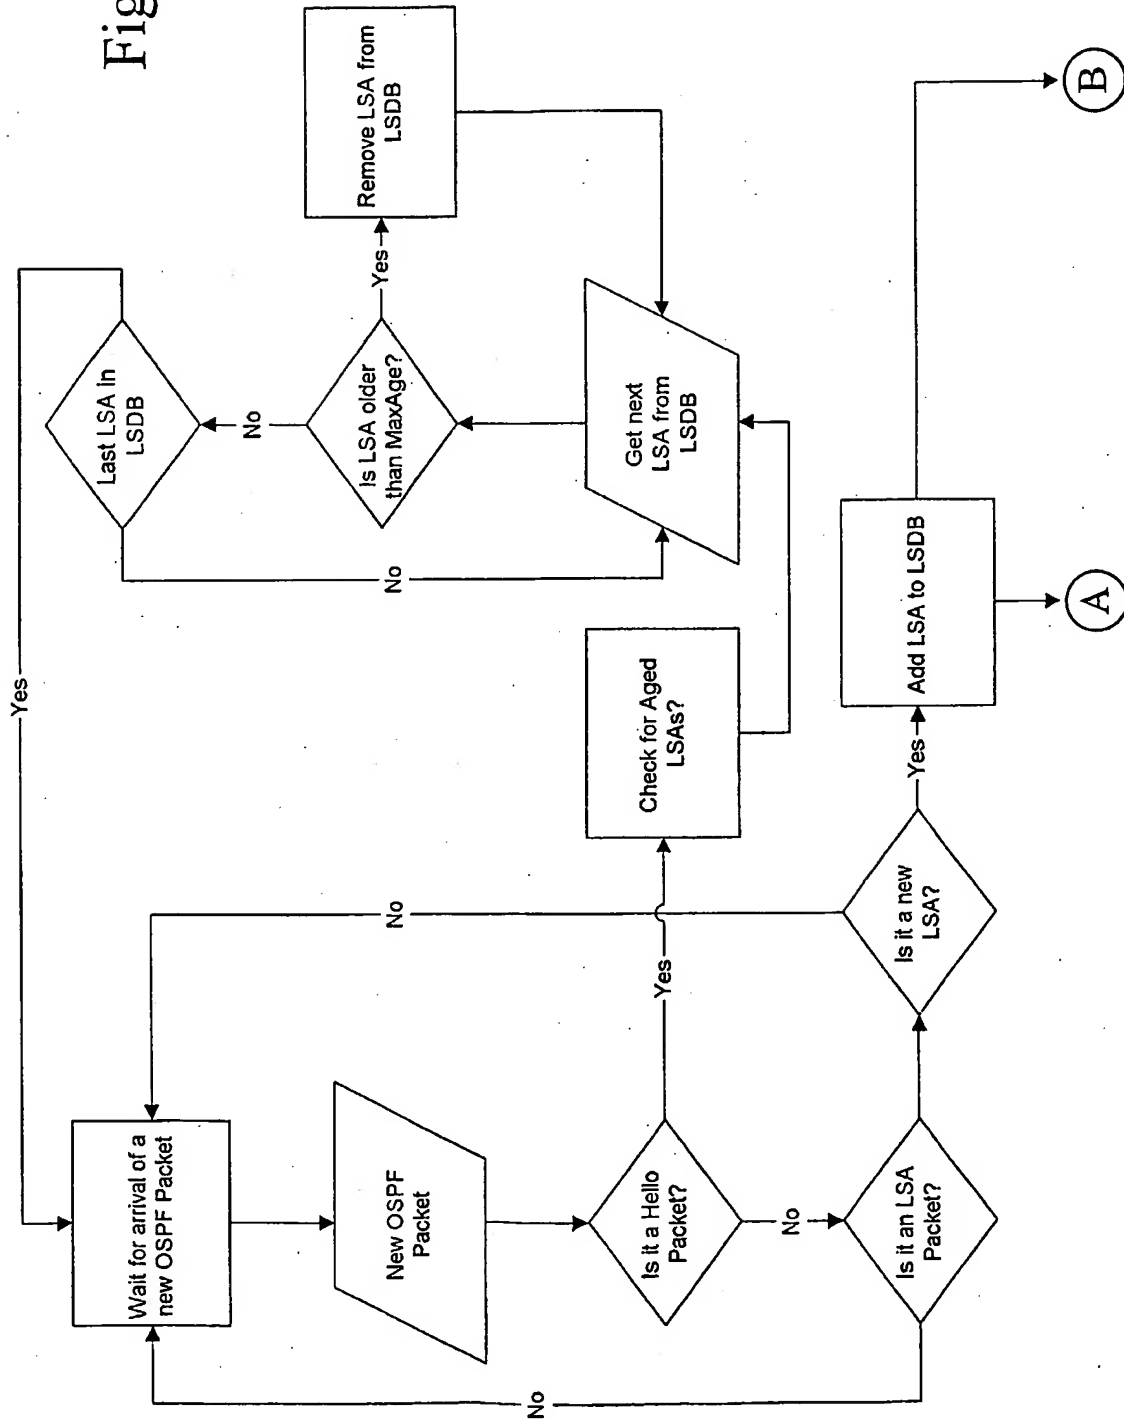 Fig
Wait for arrival of a
new OSPF Packet
New OSPF
Packet
Is it a Hello
Packet?
Yes
No
Is it an LSA
Packet?
No
Is it a new
LSA?
No
Yes
Add LSA to LSDB
A
B
Check for Aged
LSAs?
Get next
LSA from
LSDB
Is LSA older
than MaxAge?
Yes
Remove LSA from
LSDB
No
Last LSA in
LSDB
No
Yes